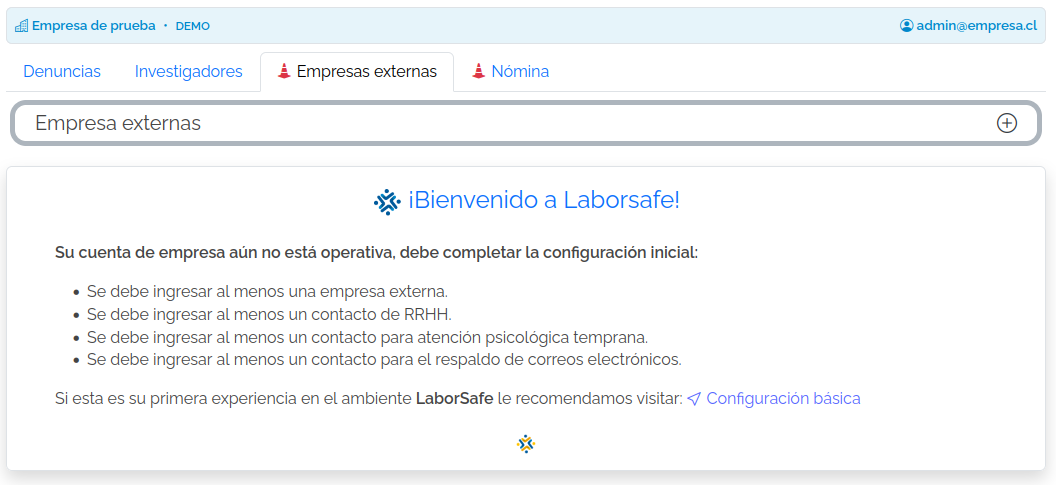 Empresa de prueba • DEMO admin@empresa.cl
Denuncias Investigadores Empresas externas Nómina
Empresa externas
¡Bienvenido a Laborsafe!
Su cuenta de empresa aún no está operativa, debe completar la configuración inicial:
• Se debe ingresar al menos una empresa externa.
• Se debe ingresar al menos un contacto de RRHH.
• Se debe ingresar al menos un contacto para atención psicológica temprana.
• Se debe ingresar al menos un contacto para el respaldo de correos electrónicos.
Si esta es su primera experiencia en el ambiente LaborSafe le recomendamos visitar: Configuración básica